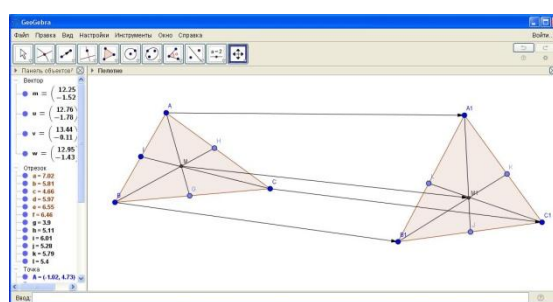 GeoGebra
Файл Правка Вид Настройки Инструменты Окно Справка
Войти...
a=2
Панель объектов
Полотно
Вектор
m = (12.25 −1.52)
u = (12.76 −1.78)
v = (13.44 −0.11)
w = (12.95 −1.43)
Отрезок
a = 7.02
b = 5.81
c = 4.66
d = 5.97
e = 6.55
f = 6.46
g = 3.9
h = 5.11
i = 6.01
j = 5.28
k = 5.79
l = 5.4
Точка
A = (-1.02, 4.73)
A
H
M
B
G
C
A1
K
M1
J
B1
C1
Ввод: